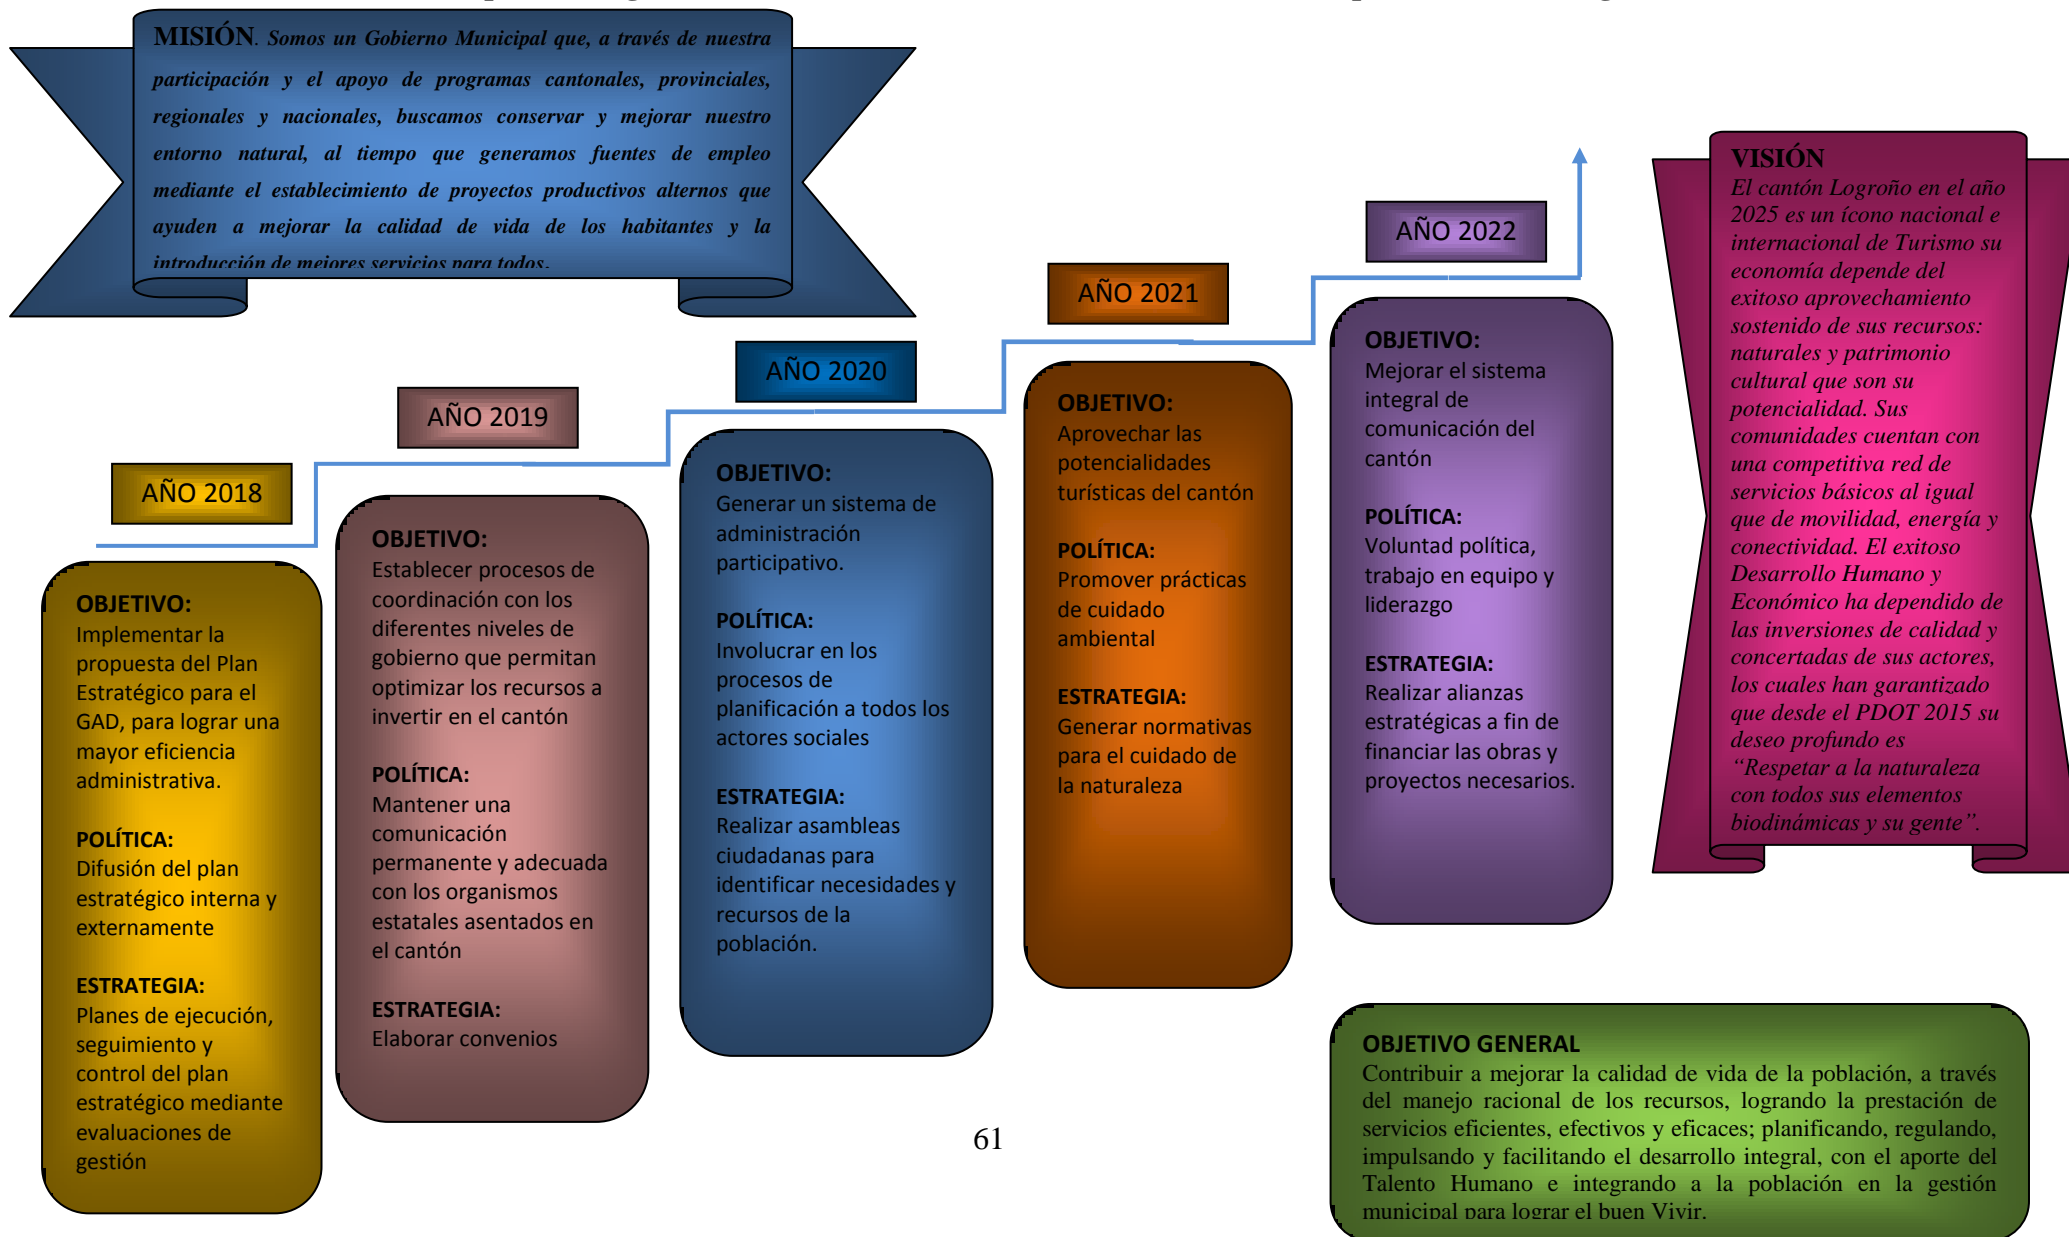 MISIÓN. Somos un Gobierno Municipal que, a través de nuestra
participación y el apoyo de programas cantonales, provinciales,
regionales y nacionales, buscamos conservar y mejorar nuestro
entorno natural, al tiempo que generamos fuentes de empleo
mediante el establecimiento de proyectos productivos alternos que
ayuden a mejorar la calidad de vida de los habitantes y la
introducción de mejores servicios para todos.
AÑO 2018
OBJETIVO:
Implementar la
propuesta del Plan
Estratégico para el
GAD, para lograr una
mayor eficiencia
administrativa.
POLÍTICA:
Difusión del plan
estratégico interna y
externamente
ESTRATEGIA:
Planes de ejecución,
seguimiento y
control del plan
estratégico mediante
evaluaciones de
gestión
AÑO 2019
OBJETIVO:
Establecer procesos de
coordinación con los
diferentes niveles de
gobierno que permitan
optimizar los recursos a
invertir en el cantón
POLÍTICA:
Mantener una
comunicación
permanente y adecuada
con los organismos
estatales asentados en
el cantón
ESTRATEGIA:
Elaborar convenios
AÑO 2020
OBJETIVO:
Generar un sistema de
administración
participativo.
POLÍTICA:
Involucrar en los
procesos de
planificación a todos los
actores sociales
ESTRATEGIA:
Realizar asambleas
ciudadanas para
identificar necesidades y
recursos de la
población.
AÑO 2021
OBJETIVO:
Aprovechar las
potencialidades
turísticas del cantón
POLÍTICA:
Promover prácticas
de cuidado
ambiental
ESTRATEGIA:
Generar normativas
para el cuidado de
la naturaleza
AÑO 2022
OBJETIVO:
Mejorar el sistema
integral de
comunicación del
cantón
POLÍTICA:
Voluntad política,
trabajo en equipo y
liderazgo
ESTRATEGIA:
Realizar alianzas
estratégicas a fin de
financiar las obras y
proyectos necesarios.
VISIÓN
El cantón Logroño en el año
2025 es un ícono nacional e
internacional de Turismo su
economía depende del
exitoso aprovechamiento
sostenido de sus recursos:
naturales y patrimonio
cultural que son su
potencialidad. Sus
comunidades cuentan con
una competitiva red de
servicios básicos al igual
que de movilidad, energía y
conectividad. El exitoso
Desarrollo Humano y
Económico ha dependido de
las inversiones de calidad y
concertadas de sus actores,
los cuales han garantizado
que desde el PDOT 2015 su
deseo profundo es
“Respetar a la naturaleza
con todos sus elementos
biodinámicas y su gente”.
OBJETIVO GENERAL
Contribuir a mejorar la calidad de vida de la población, a través
del manejo racional de los recursos, logrando la prestación de
servicios eficientes, efectivos y eficaces; planificando, regulando,
impulsando y facilitando el desarrollo integral, con el aporte del
Talento Humano e integrando a la población en la gestión
municipal para lograr el buen Vivir.
61